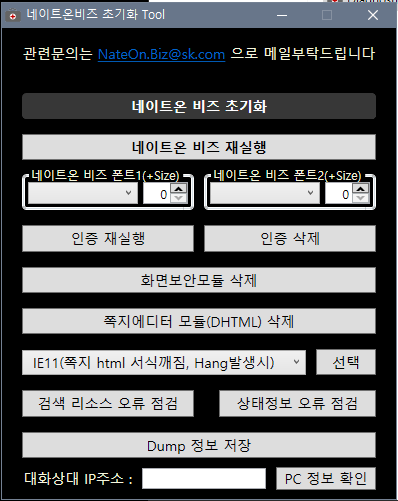 네이트온비즈 초기화 Tool
관련문의는 NateOn.Biz@sk.com 으로 메일부탁드립니다
네이트온 비즈 초기화
네이트온 비즈 재실행
네이트온 비즈 폰트1(+Size) 네이트온 비즈 폰트2(+Size)
0 0
인증 재실행 인증 삭제
화면보안모듈 삭제
쪽지에디터 모듈(DHTML) 삭제
IE11(쪽지 html 서식깨짐, Hang발생시) 선택
검색 리소스 오류 점검 상태정보 오류 점검
Dump 정보 저장
대화상대 IP주소 : PC 정보 확인